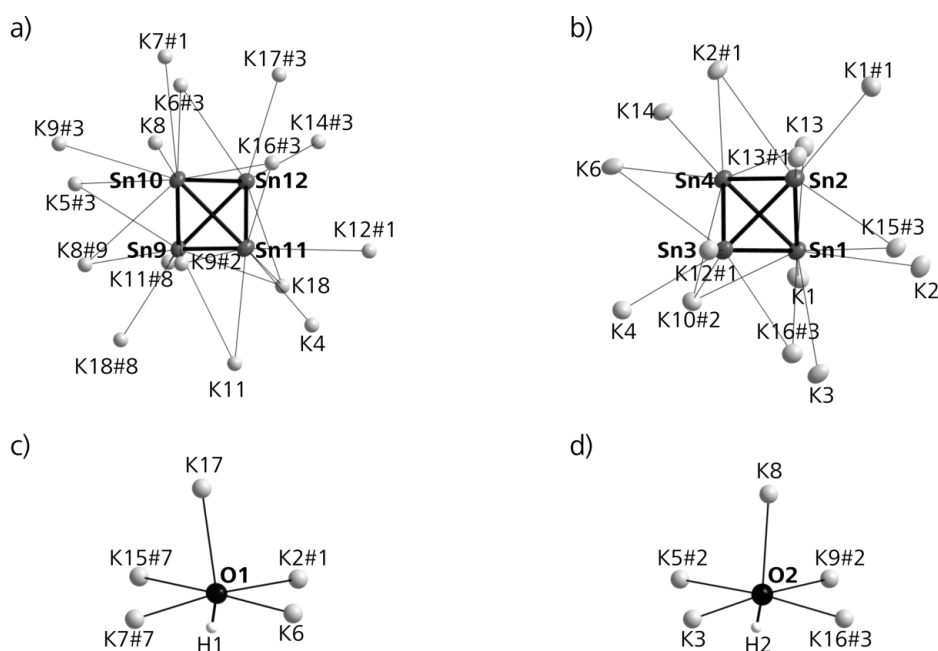 a)
b)
K7#1
K17#3
K2#1
K1#1
K6#3
K14
K13
K9#3
K8
K14#3
K16#3
K13#1
K6
Sn10
Sn12
Sn4
Sn2
K5#3
K15#3
K12#1
Sn9
Sn11
Sn3
Sn1
K8#9
K9#2
K11#8
K12#1
K2
K18
K1
K4
K10#2
K4
K16#3
K18#8
K11
K3
c)
d)
K17
K8
K15#7
O1
K2#1
K5#2
O2
K9#2
K7#7
H1
K6
K3
H2
K16#3